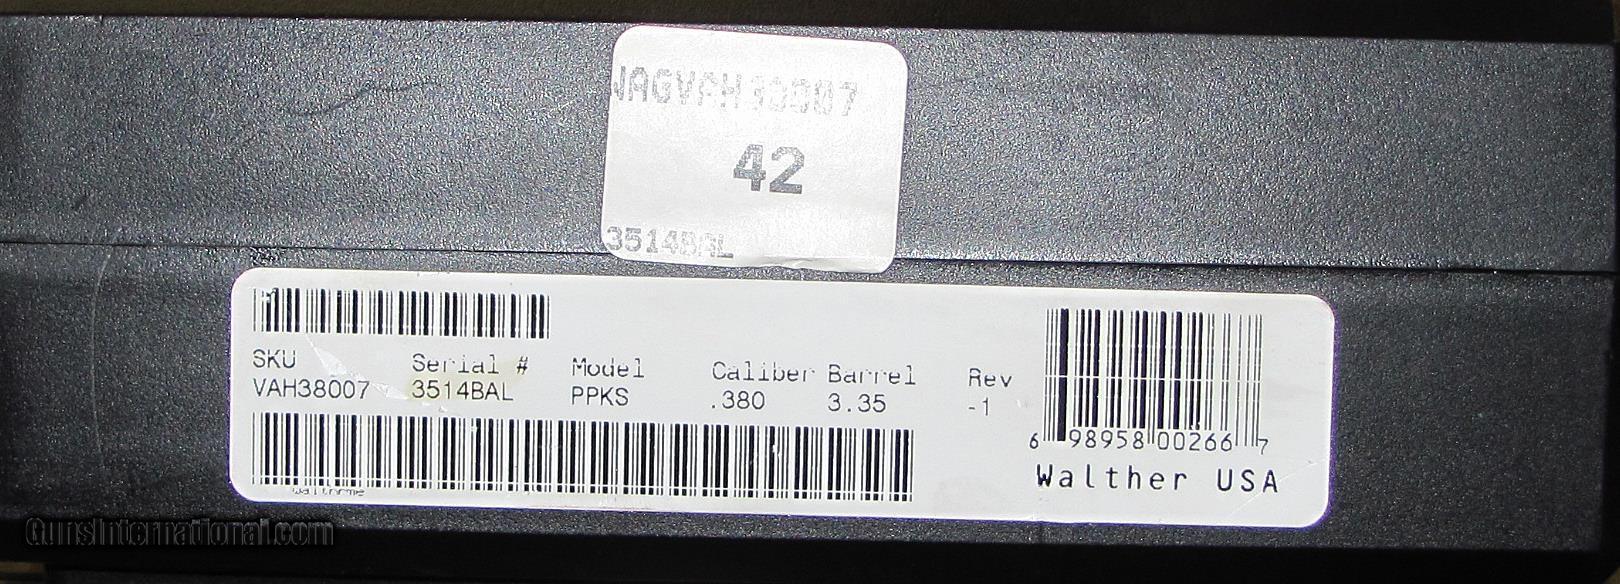 WAGVAH38007
42
3514BAL
SKU Serial # Model Caliber Barrel Rev
VAH38007 3514BAL PPKS .380 3.35 -1
6 98958 00266 7
Walther USA
GunsInternational.com